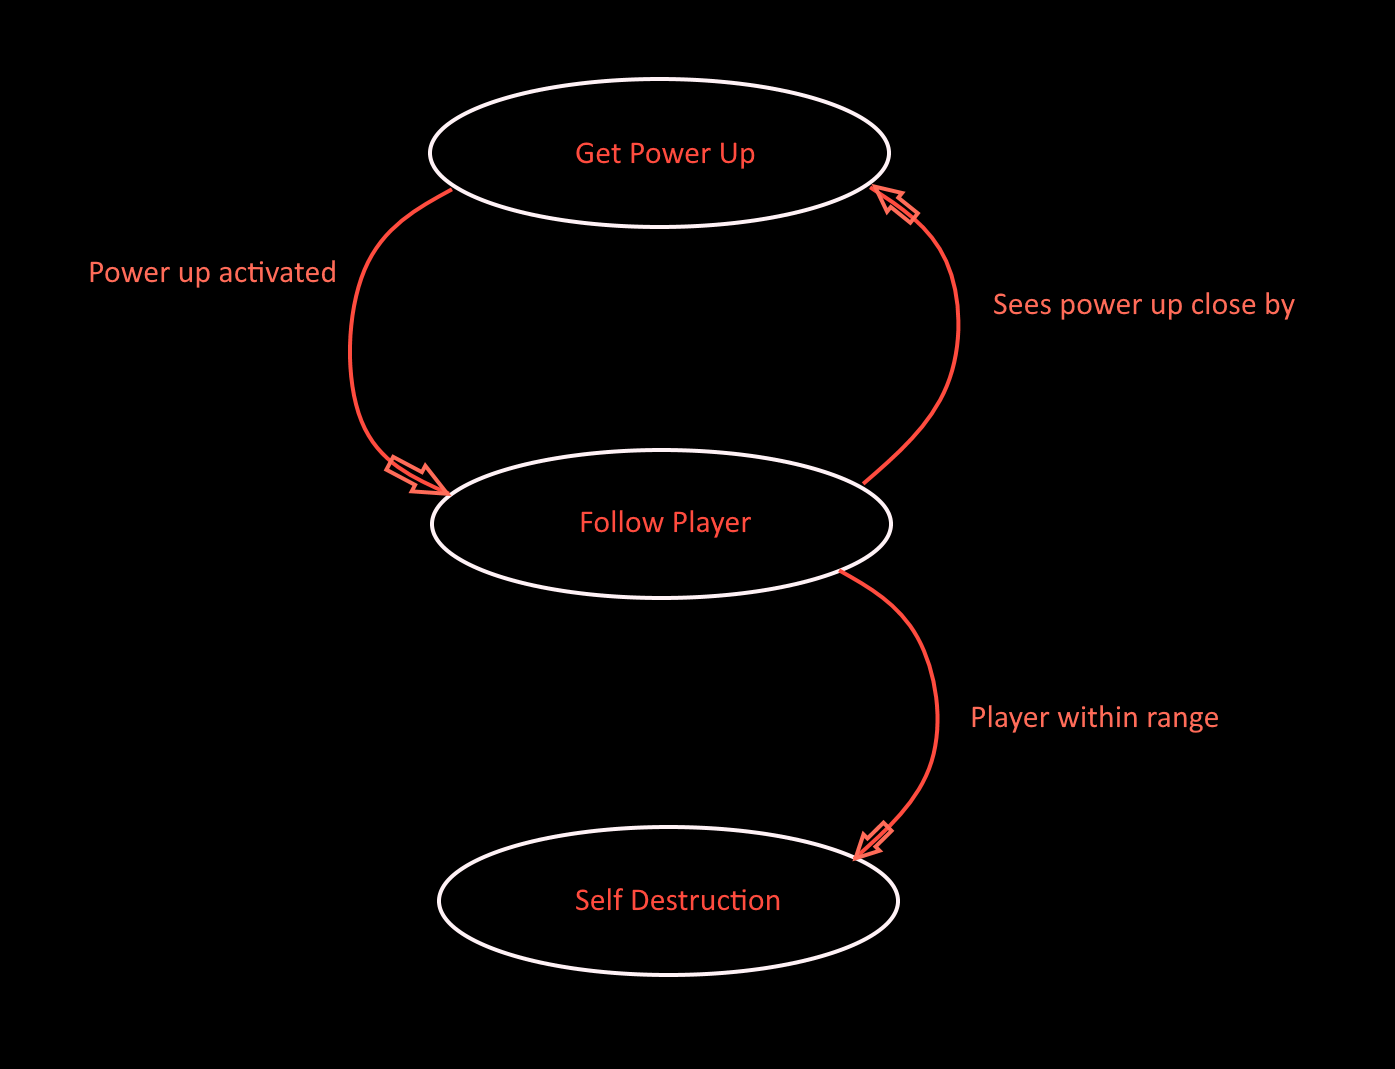 Get Power Up
Power up activated
Sees power up close by
Follow Player
Player within range
Self Destruction